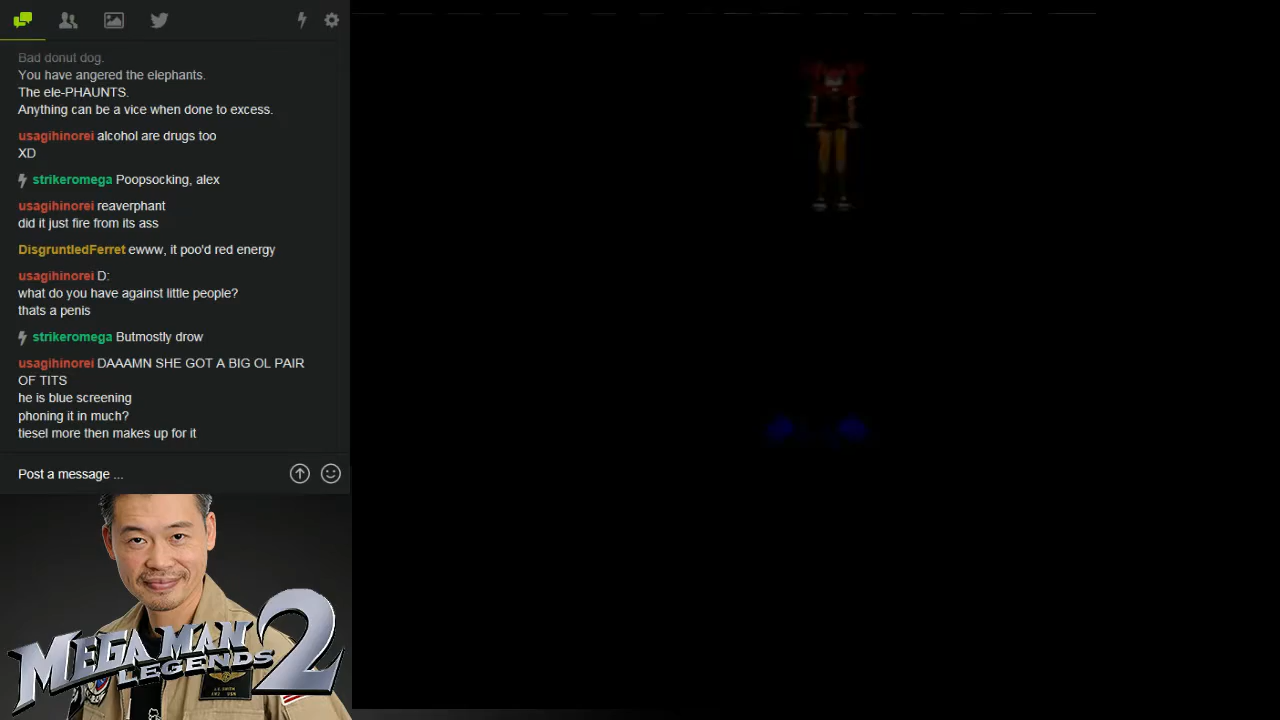 Bad donut dog.
You have angered the elephants.
The ele-PHAUNTS.
Anything can be a vice when done to excess.
usagihinorei alcohol are drugs too
XD
strikeromega Poopsocking, alex
usagihinorei reaverphant
did it just fire from its ass
DisgruntledFerret ewww, it poo'd red energy
usagihinorei D:
what do you have against little people?
thats a penis
strikeromega Butmostly drow
usagihinorei DAAAMN SHE GOT A BIG OL PAIR
OF TITS
he is blue screening
phoning it in much?
tiesel more then makes up for it
Post a message ...
MEGA MAN
LEGENDS 2